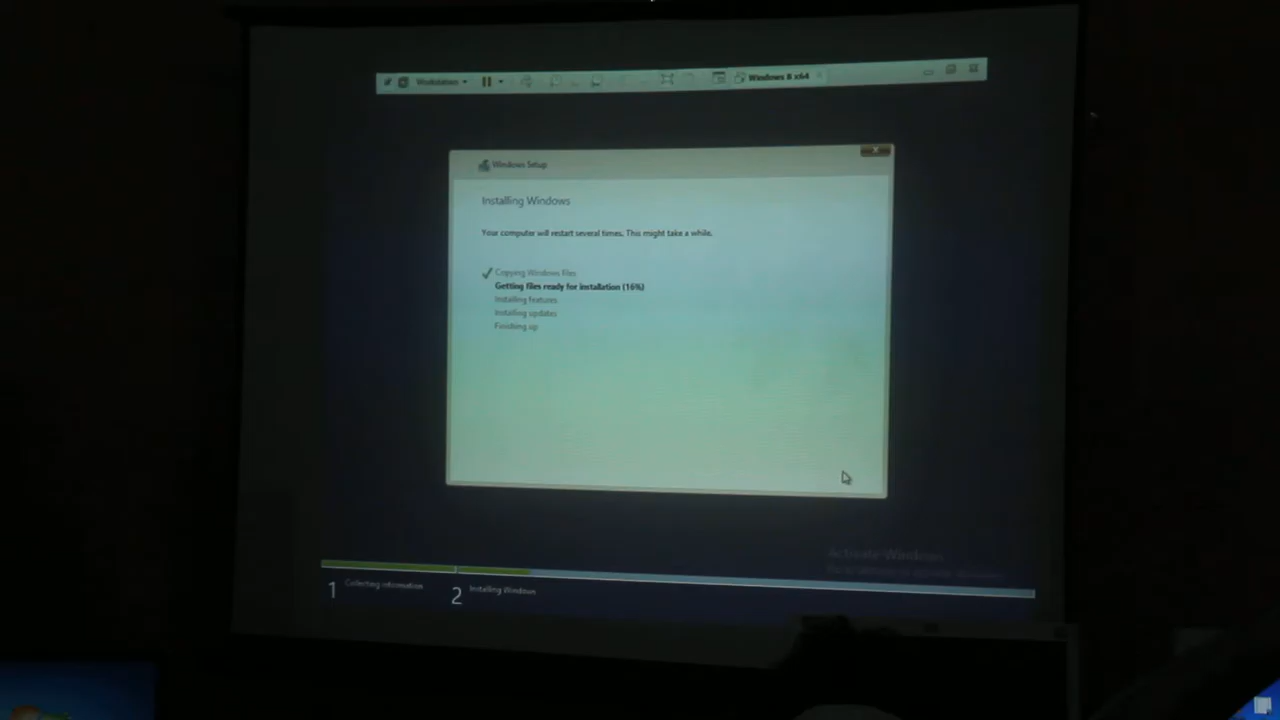 Workstation
Windows 8 x64
Windows Setup
Installing Windows
Your computer will restart several times. This might take a while.
Copying Windows files
Getting files ready for installation (16%)
Installing features
Installing updates
Finishing up
Activate Windows
1 Collecting information
2 Installing Windows